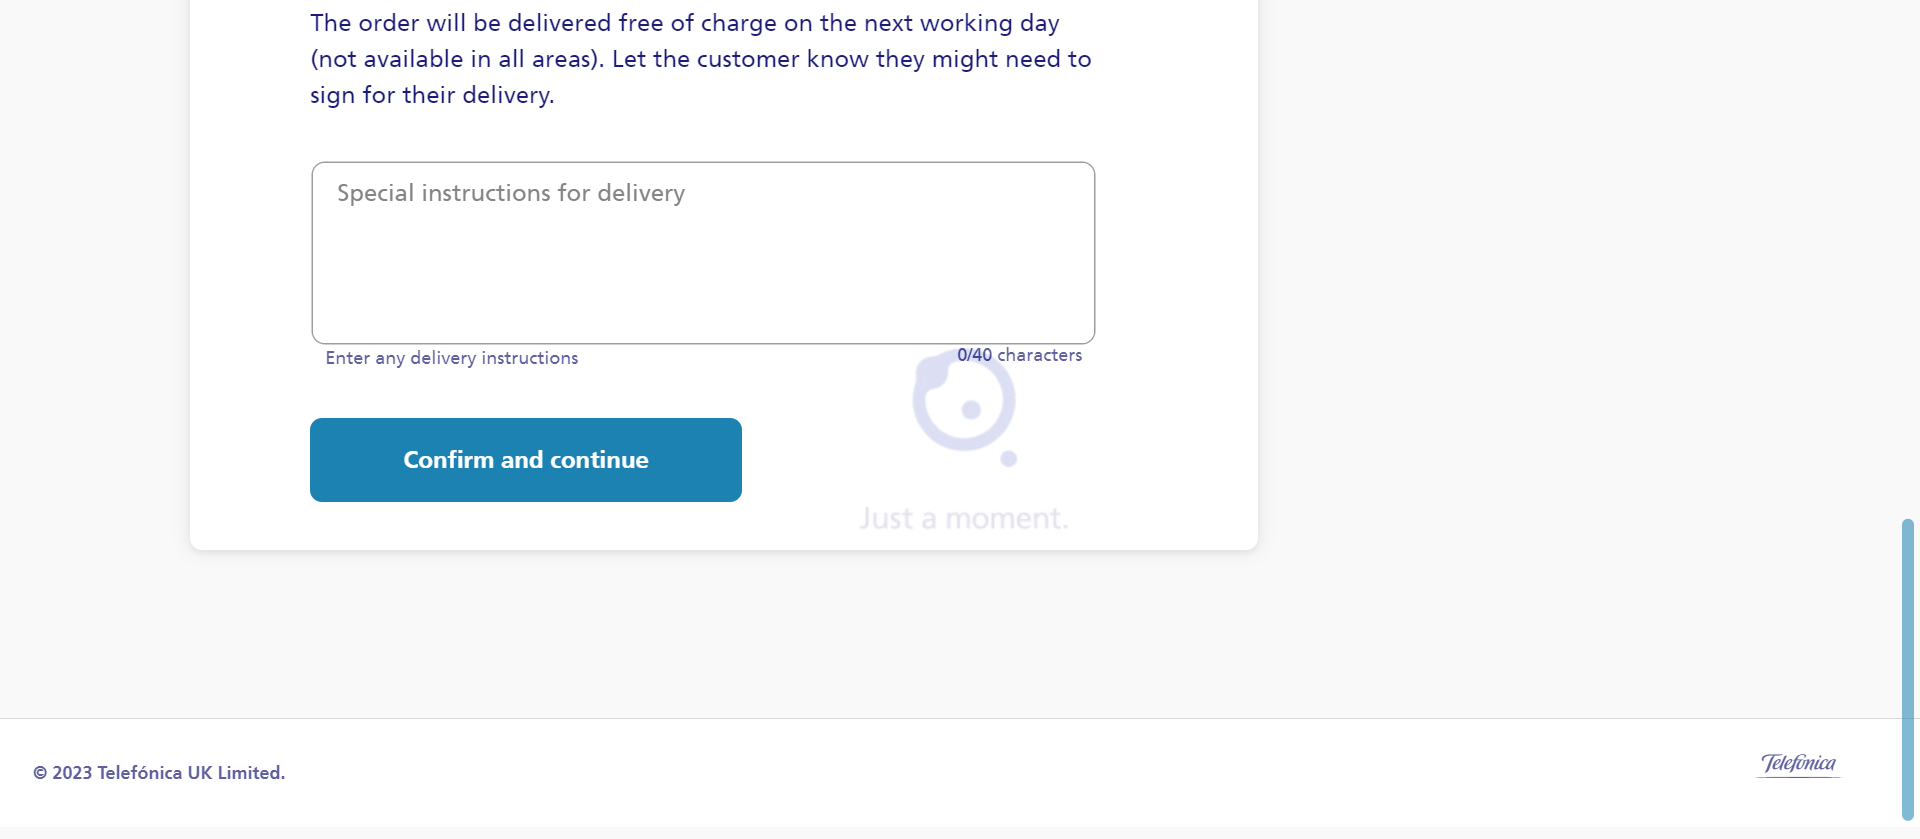 The order will be delivered free of charge on the next working day
(not available in all areas). Let the customer know they might need to
sign for their delivery.
Special instructions for delivery
Enter any delivery instructions
0/40 characters
Confirm and continue
Just a moment.
© 2023 Telefónica UK Limited.
Telefónica